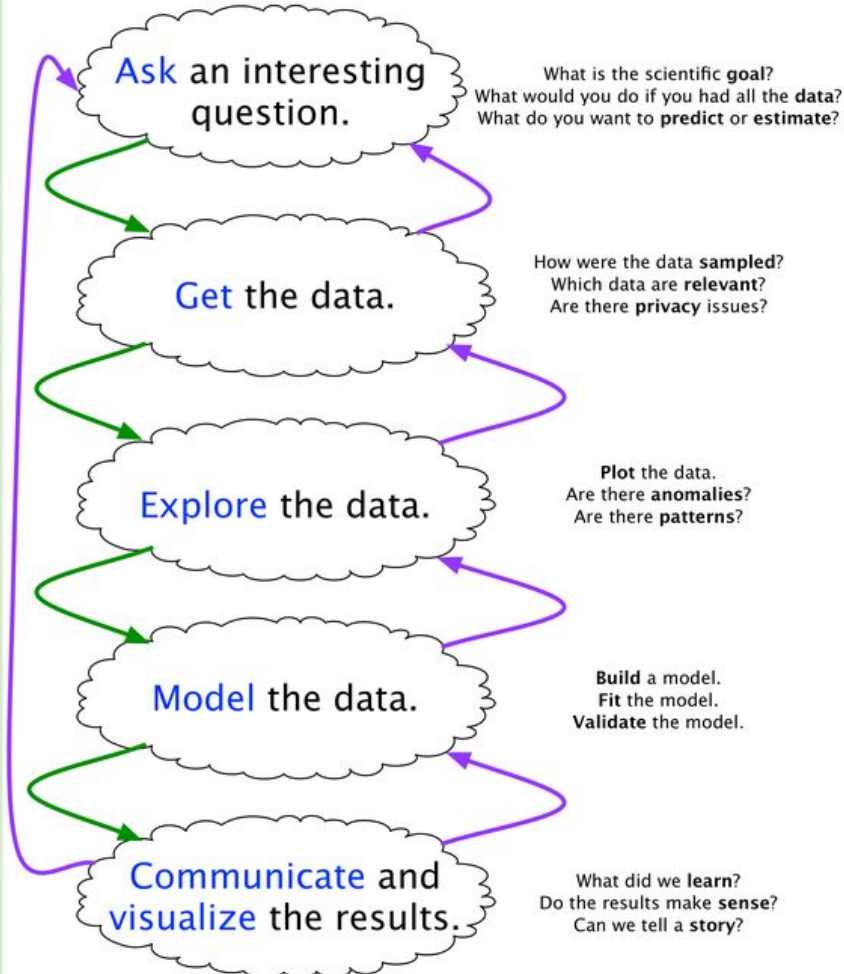 Ask an interesting
question.
What is the scientific goal?
What would you do if you had all the data?
What do you want to predict or estimate?
Get the data.
How were the data sampled?
Which data are relevant?
Are there privacy issues?
Explore the data.
Plot the data.
Are there anomalies?
Are there patterns?
Model the data.
Build a model.
Fit the model.
Validate the model.
Communicate and
visualize the results.
What did we learn?
Do the results make sense?
Can we tell a story?